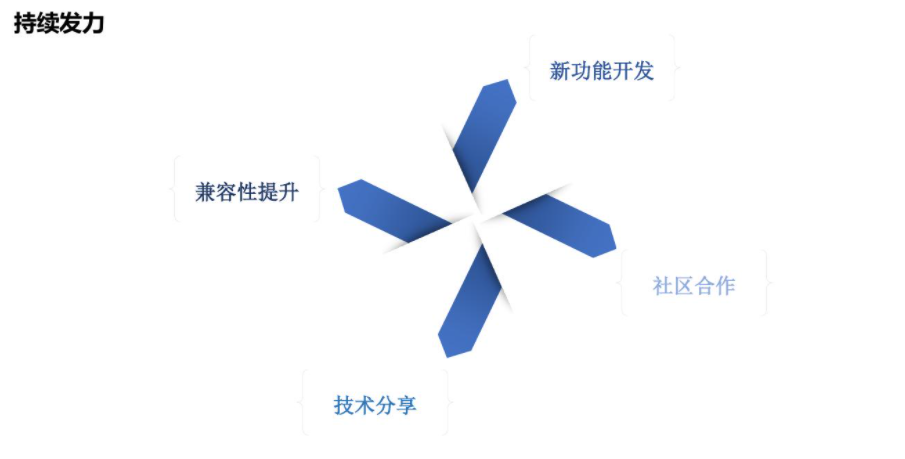 持续发力
新功能开发
兼容性提升
社区合作
技术分享